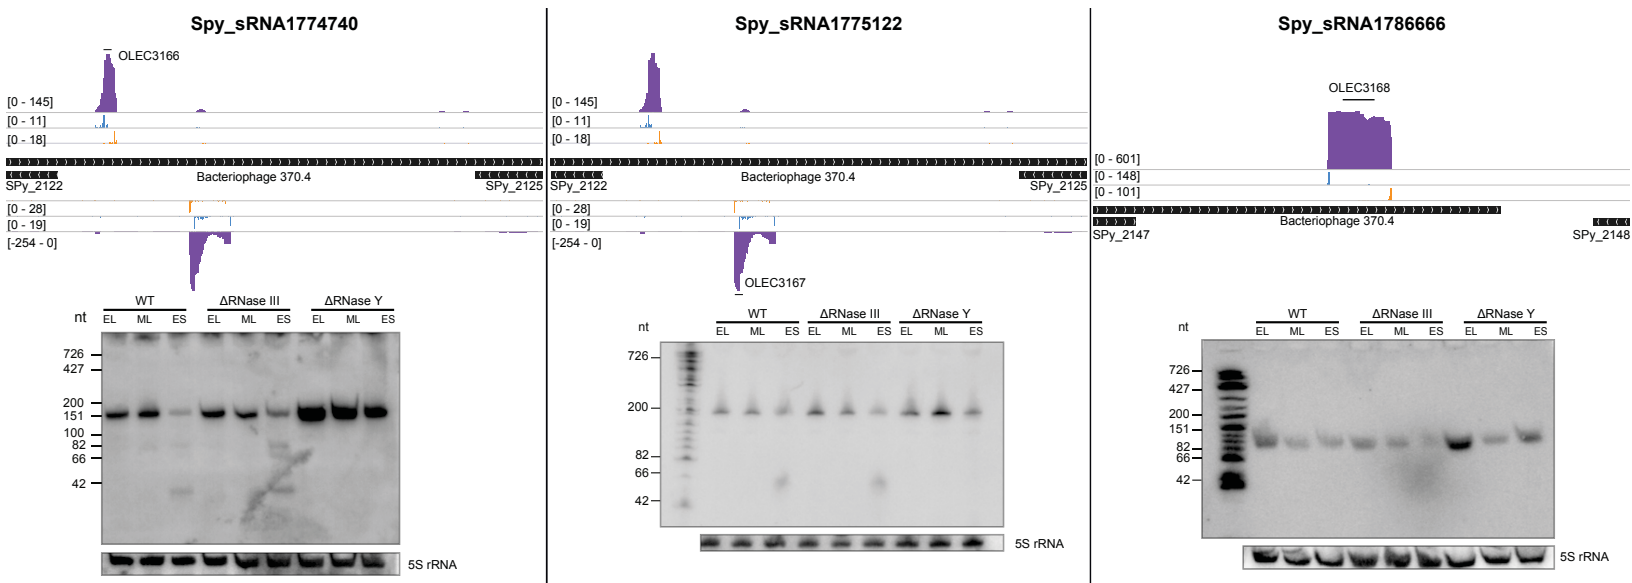 Spy_sRNA1774740
OLEC3166
[0 - 145]
[0 - 11]
[0 - 18]
Bacteriophage 370.4
SPy_2122
SPy_2125
[0 - 28]
[0 - 19]
[-254 - 0]
WT ΔRNase III ΔRNase Y
nt EL ML ES EL ML ES EL ML ES
726
427
200
151
100
82
66
42
5S rRNA
Spy_sRNA1775122
[0 - 145]
[0 - 11]
[0 - 18]
Bacteriophage 370.4
SPy_2122
SPy_2125
[0 - 28]
[0 - 19]
[-254 - 0]
OLEC3167
WT ΔRNase III ΔRNase Y
nt EL ML ES EL ML ES EL ML ES
726
200
82
66
42
5S rRNA
Spy_sRNA1786666
OLEC3168
[0 - 601]
[0 - 148]
[0 - 101]
Bacteriophage 370.4
SPy_2147
SPy_2148
WT ΔRNase III ΔRNase Y
nt EL ML ES EL ML ES EL ML ES
726
427
200
151
82
66
42
5S rRNA